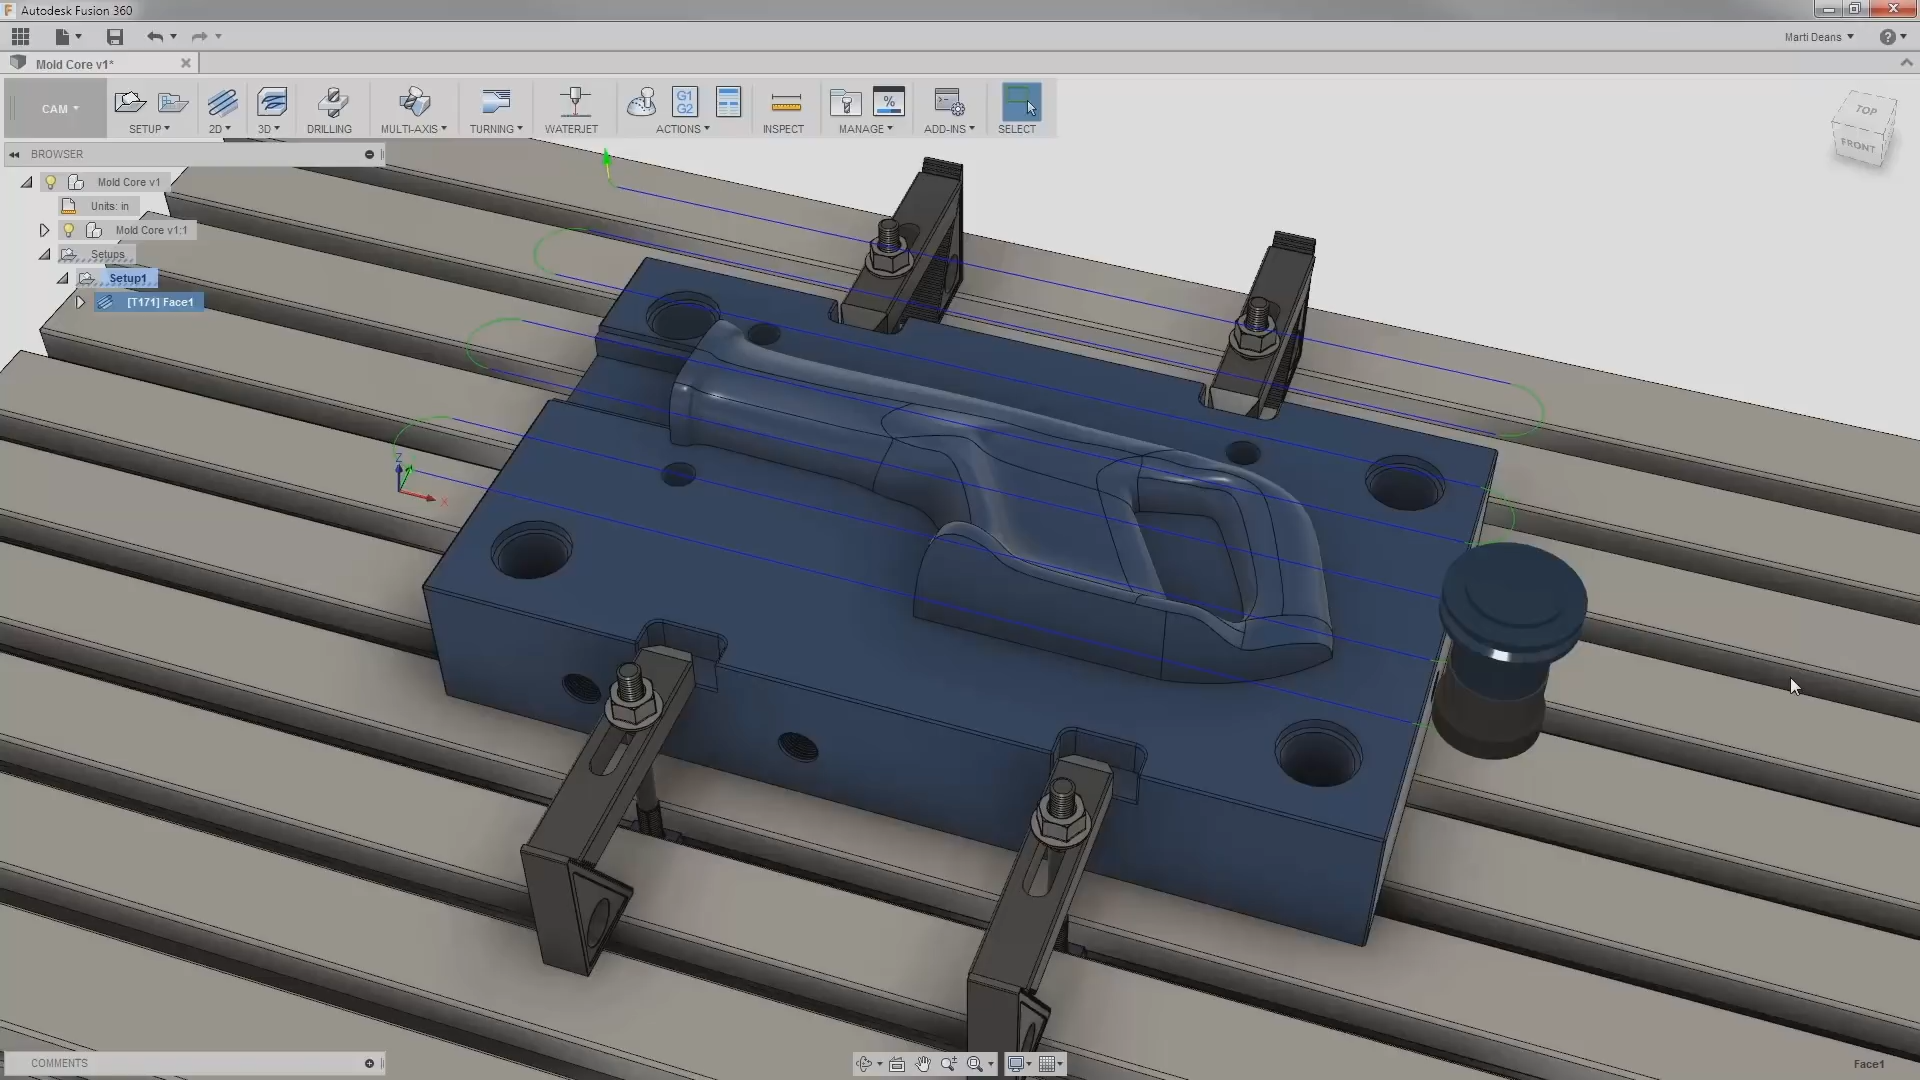 Autodesk Fusion 360
Marti Deans
Mold Core v1*
CAM
SETUP
2D
3D
DRILLING
MULTI-AXIS
TURNING
WATERJET
G1
G2
ACTIONS
INSPECT
%
MANAGE
ADD-INS
SELECT
TOP
FRONT
BROWSER
Mold Core v1
Units: in
Mold Core v1:1
Setups
Setup1
[T171] Face1
Z
X
COMMENTS
Face1